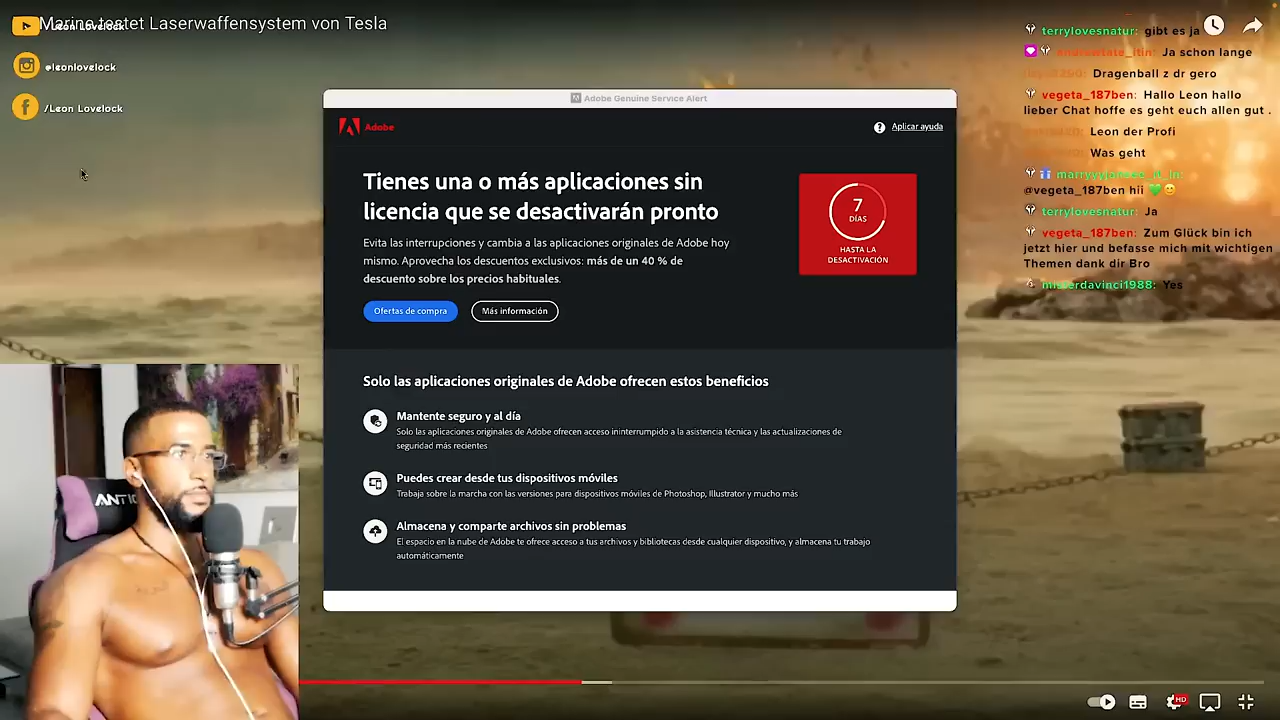 Marine testet Laserwaffensystem von Tesla
/Leon Lovelock
@leonlovelock
/Leon Lovelock
Adobe Genuine Service Alert
Adobe
Aplicar ayuda
Tienes una o más aplicaciones sin
licencia que se desactivarán pronto
Evita las interrupciones y cambia a las aplicaciones originales de Adobe hoy
mismo. Aprovecha los descuentos exclusivos: más de un 40 % de
descuento sobre los precios habituales.
Ofertas de compra
Más información
7
DÍAS
HASTA LA
DESACTIVACIÓN
Solo las aplicaciones originales de Adobe ofrecen estos beneficios
Mantente seguro y al día
Solo las aplicaciones originales de Adobe ofrecen acceso ininterrumpido a la asistencia técnica y las actualizaciones de
seguridad más recientes
Puedes crear desde tus dispositivos móviles
Trabaja sobre la marcha con las versiones para dispositivos móviles de Photoshop, Illustrator y mucho más
Almacena y comparte archivos sin problemas
El espacio en la nube de Adobe te ofrece acceso a tus archivos y bibliotecas desde cualquier dispositivo, y almacena tu trabajo
automáticamente
terrylovesnatur: gibt es ja
Ja schon lange
Dragenball z dr gero
vegeta_187ben: Hallo Leon hallo
lieber Chat hoffe es geht euch allen gut .
Leon der Profi
Was geht
@vegeta_187ben hii
terrylovesnatur: Ja
vegeta_187ben: Zum Glück bin ich
jetzt hier und befasse mich mit wichtigen
Themen dank dir Bro
misterdavinci1988: Yes
ANTIC
HD